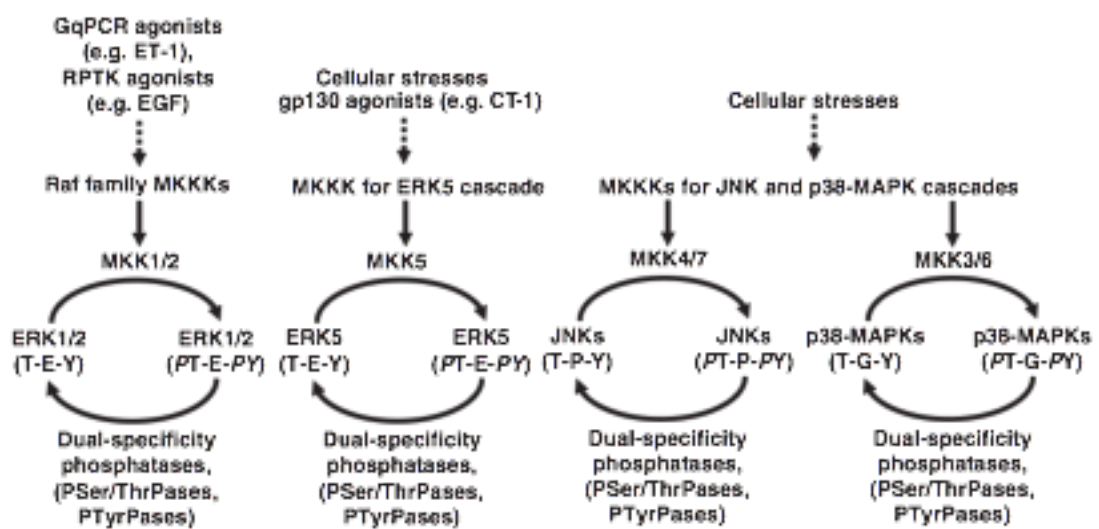 GqPCR agonists
(e.g. ET-1),
RPTK agonists
(e.g. EGF)
Cellular stresses
gp130 agonists (e.g. CT-1)
Cellular stresses
Raf family MKKKs
MKKK for ERK5 cascade
MKKKs for JNK and p38-MAPK cascades
MKK1/2
MKK5
MKK4/7
MKK3/6
ERK1/2
(T-E-Y)
ERK1/2
(PT-E-PY)
ERK5
(T-E-Y)
ERK5
(PT-E-PY)
JNKs
(T-P-Y)
JNKs
(PT-P-PY)
p38-MAPKs
(T-G-Y)
p38-MAPKs
(PT-G-PY)
Dual-specificity
phosphatases,
(PSer/ThrPases,
PTyrPases)
Dual-specificity
phosphatases,
(PSer/ThrPases,
PTyrPases)
Dual-specificity
phosphatases,
(PSer/ThrPases,
PTyrPases)
Dual-specificity
phosphatases,
(PSer/ThrPases,
PTyrPases)